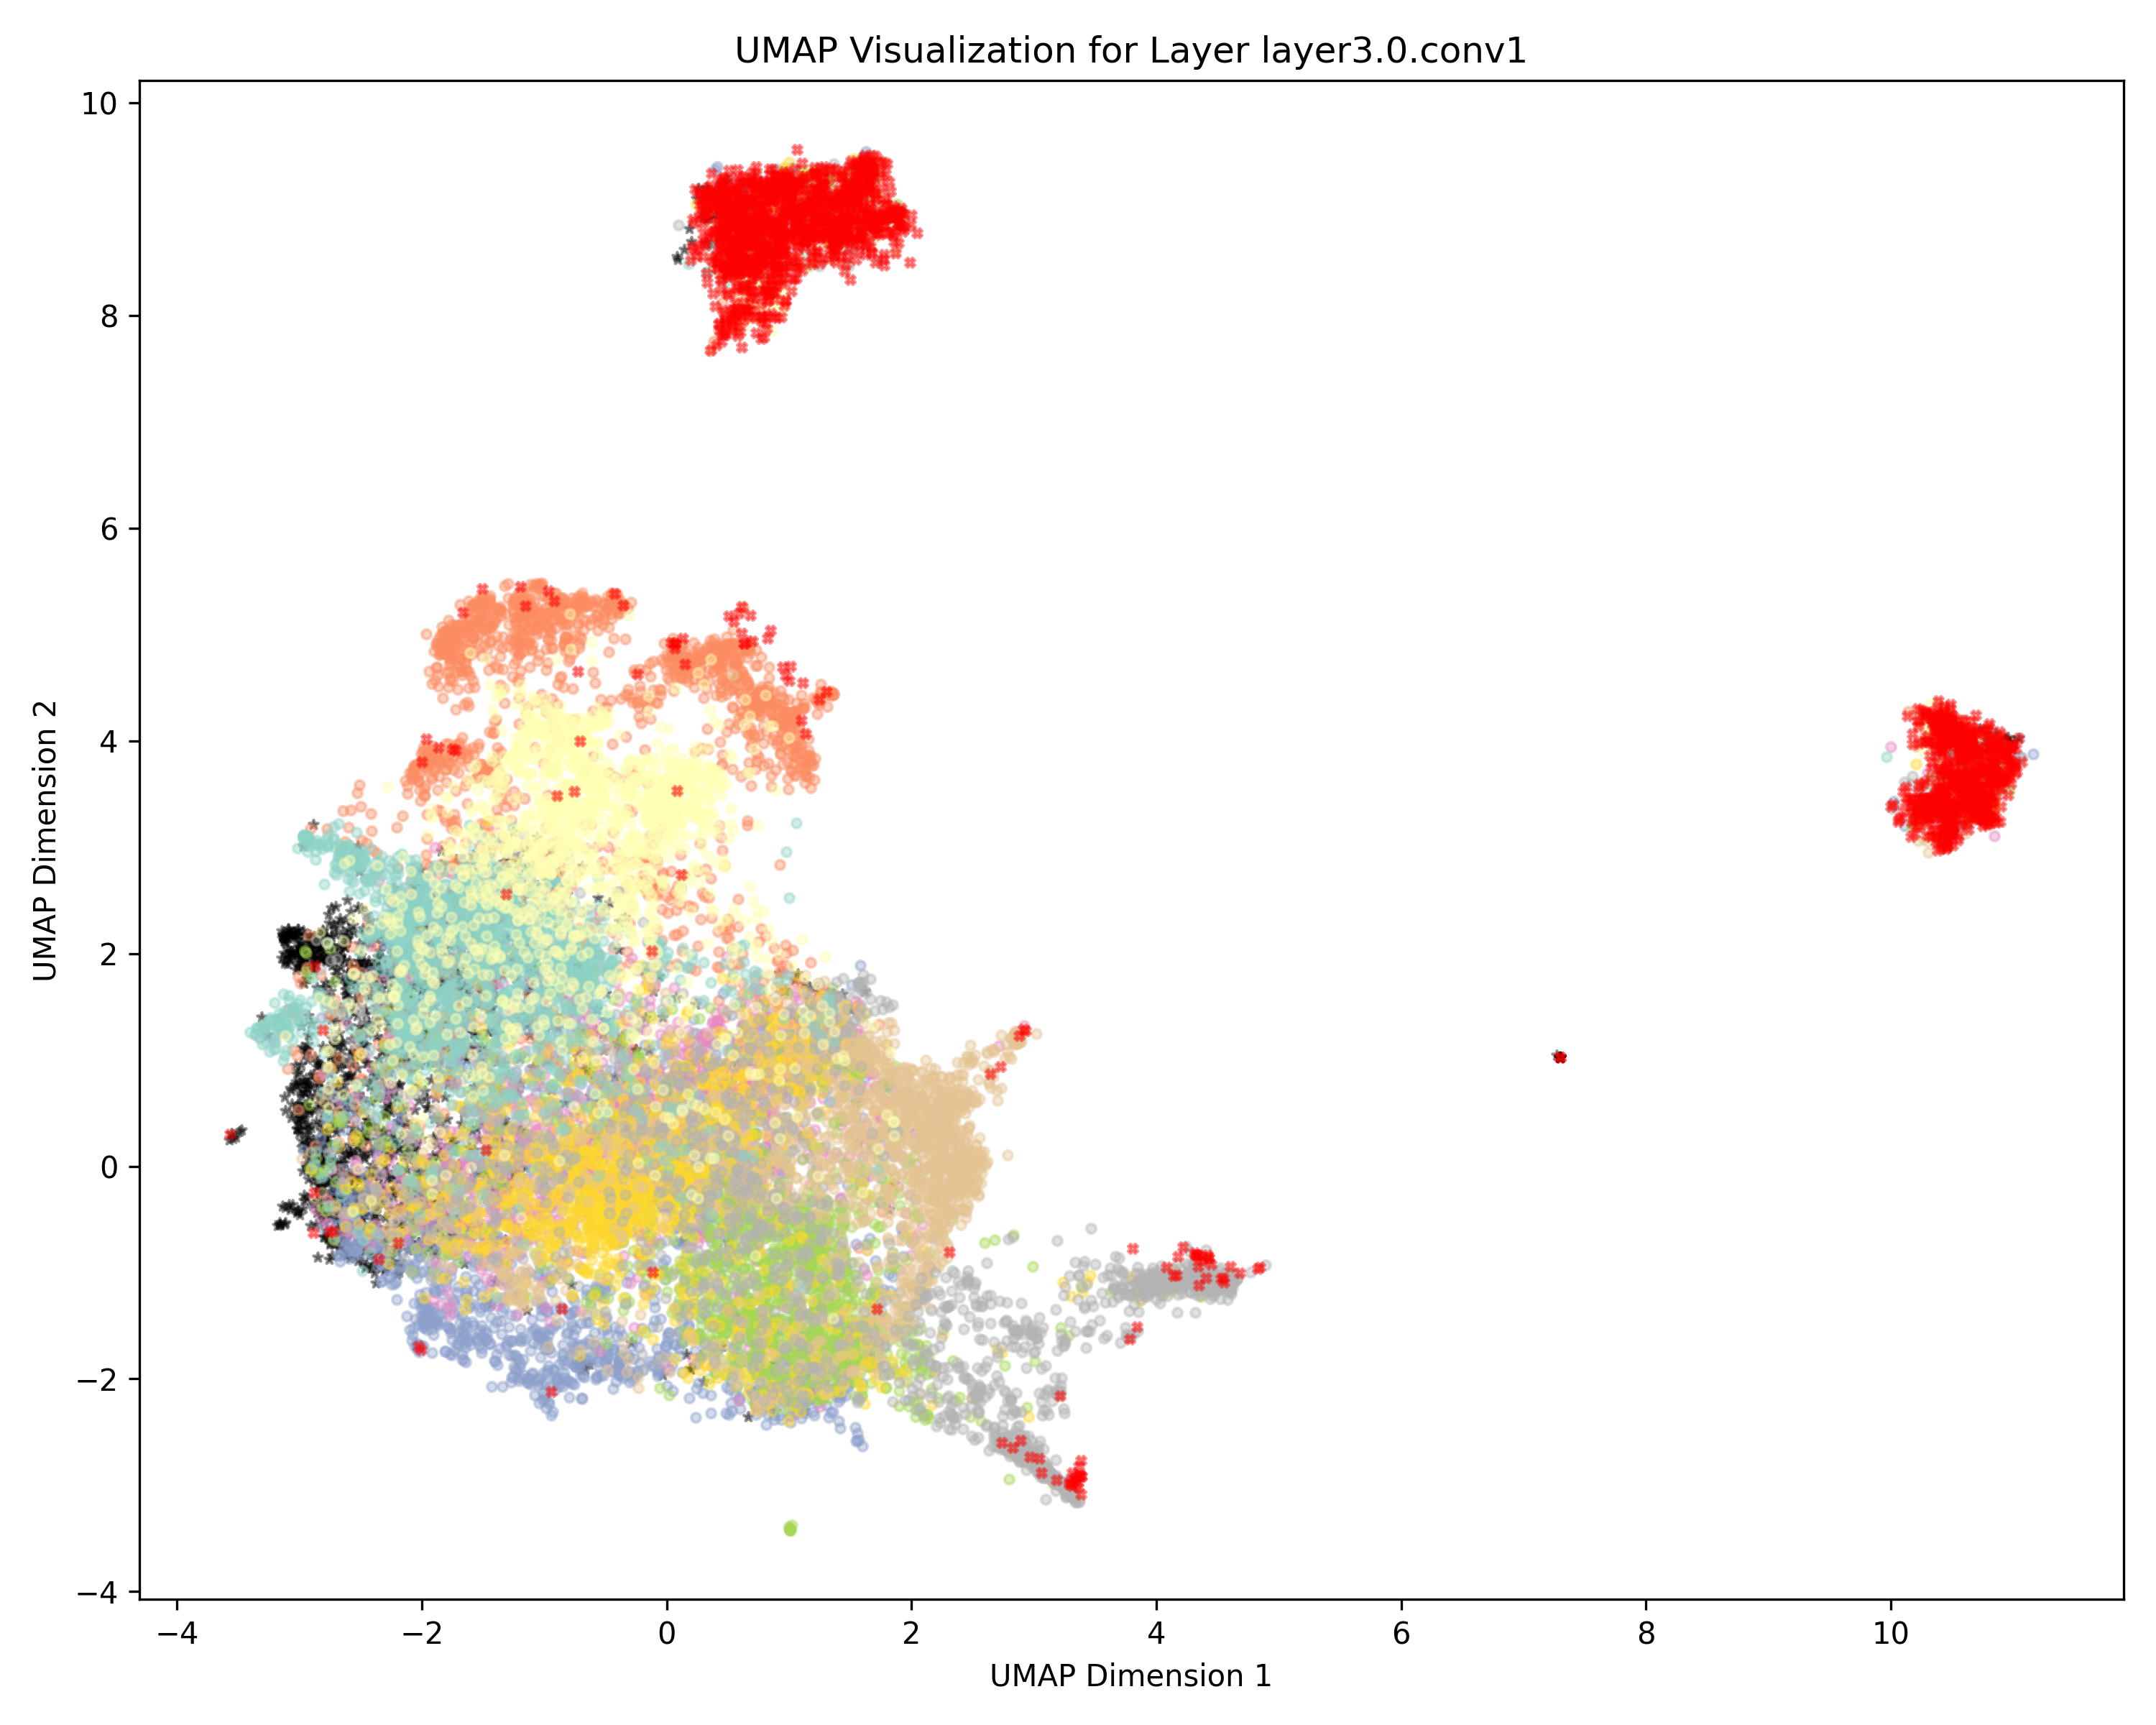 UMAP Visualization for Layer layer3.0.conv1
10
8
6
4
2
0
−2
−4
UMAP Dimension 2
−4 −2 0 2 4 6 8 10
UMAP Dimension 1